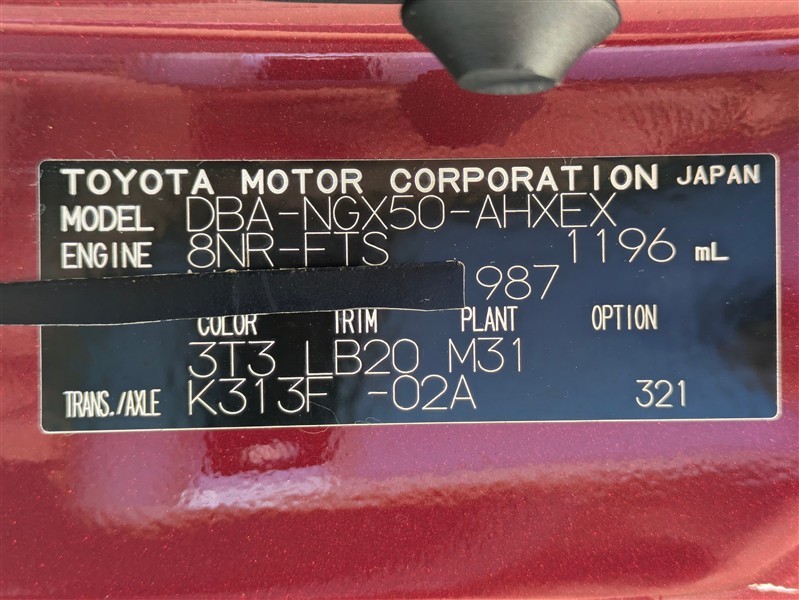 TOYOTA MOTOR CORPORATION JAPAN
MODEL DBA-NGX50-AHXEX
ENGINE 8NR-FTS 1196 mL
987
COLOR TRIM PLANT OPTION
3T3 LB20 M31
TRANS./AXLE K313F -02A 321